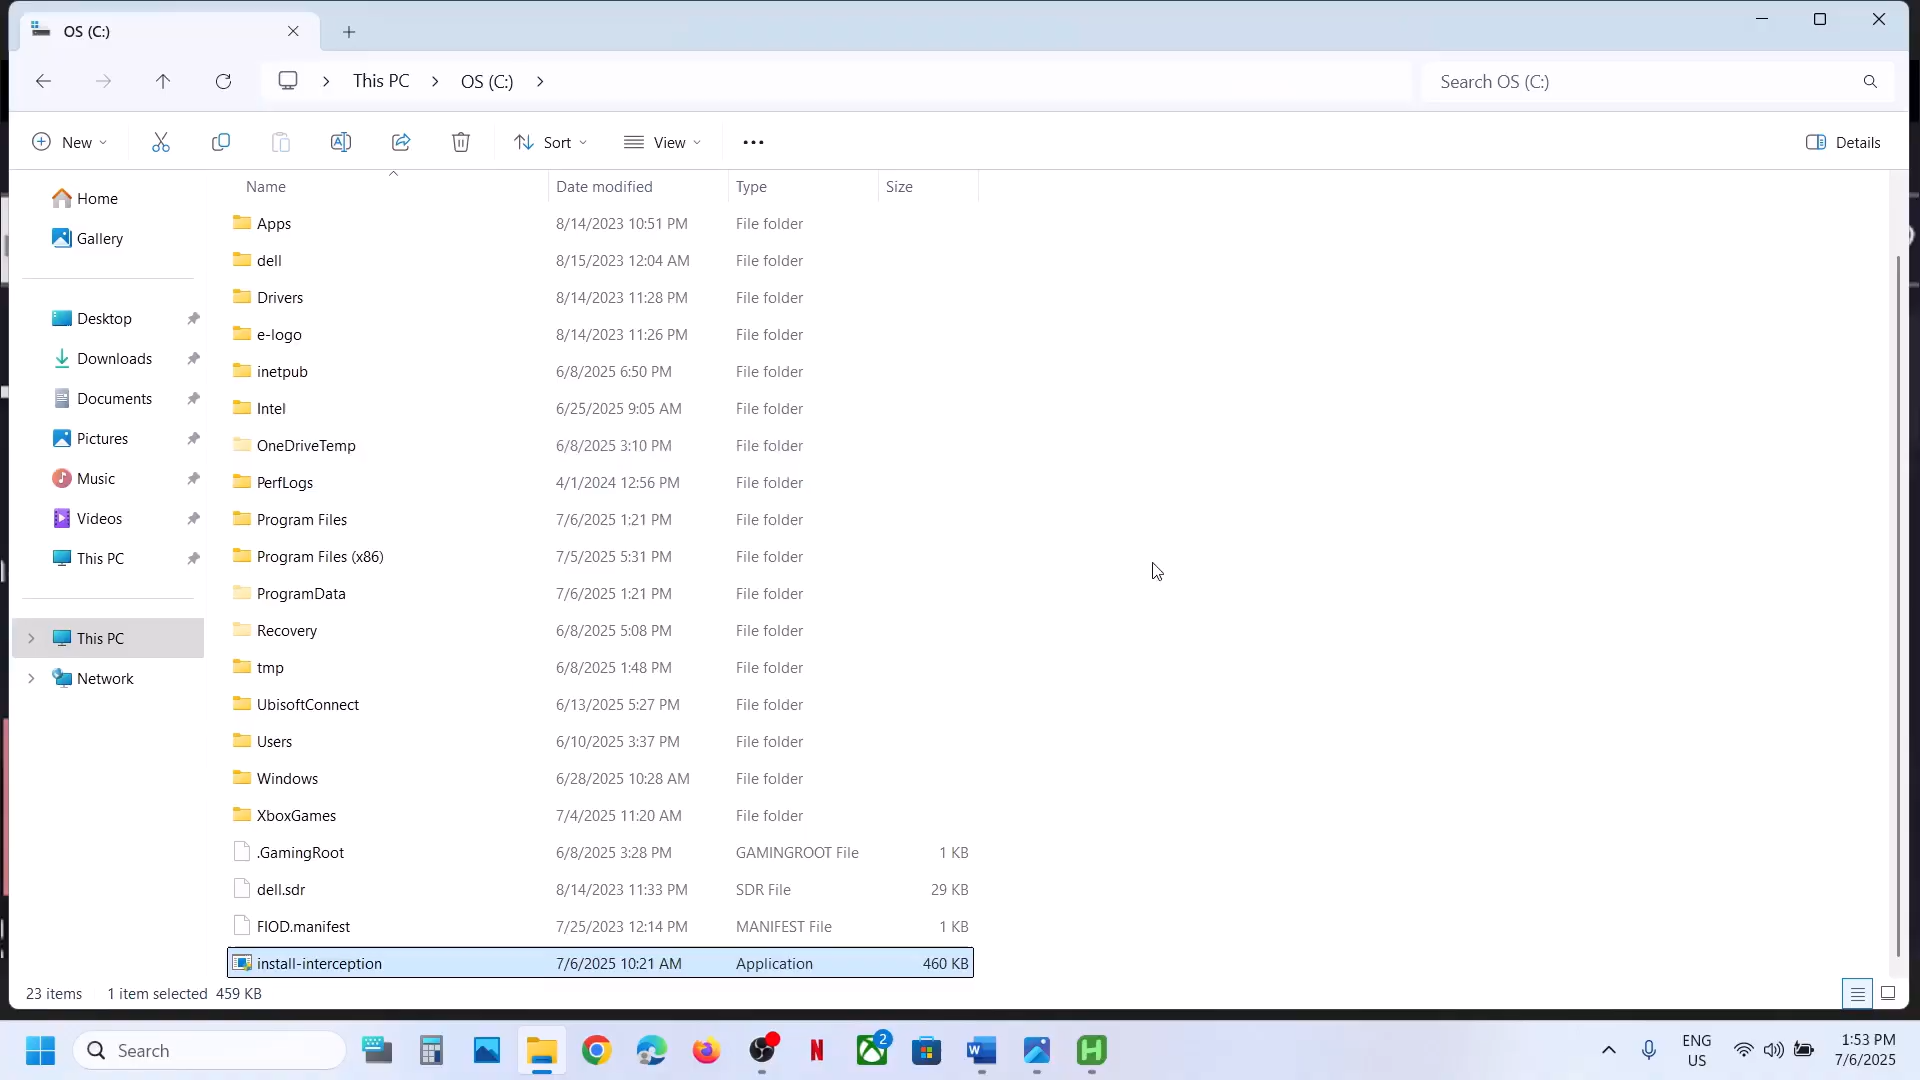 OS (C:)
This PC
OS (C:)
Search OS (C:)
New
Sort
View
Details
Name
Date modified
Type
Size
Home
Gallery
Desktop
Downloads
Documents
Pictures
Music
Videos
This PC
This PC
Network
Apps 8/14/2023 10:51 PM File folder
dell 8/15/2023 12:04 AM File folder
Drivers 8/14/2023 11:28 PM File folder
e-logo 8/14/2023 11:26 PM File folder
inetpub 6/8/2025 6:50 PM File folder
Intel 6/25/2025 9:05 AM File folder
OneDriveTemp 6/8/2025 3:10 PM File folder
PerfLogs 4/1/2024 12:56 PM File folder
Program Files 7/6/2025 1:21 PM File folder
Program Files (x86) 7/5/2025 5:31 PM File folder
ProgramData 7/6/2025 1:21 PM File folder
Recovery 6/8/2025 5:08 PM File folder
tmp 6/8/2025 1:48 PM File folder
UbisoftConnect 6/13/2025 5:27 PM File folder
Users 6/10/2025 3:37 PM File folder
Windows 6/28/2025 10:28 AM File folder
XboxGames 7/4/2025 11:20 AM File folder
.GamingRoot 6/8/2025 3:28 PM GAMINGROOT File 1 KB
dell.sdr 8/14/2023 11:33 PM SDR File 29 KB
FIOD.manifest 7/25/2023 12:14 PM MANIFEST File 1 KB
install-interception 7/6/2025 10:21 AM Application 460 KB
23 items 1 item selected 459 KB
Search
2
ENG
US
1:53 PM
7/6/2025